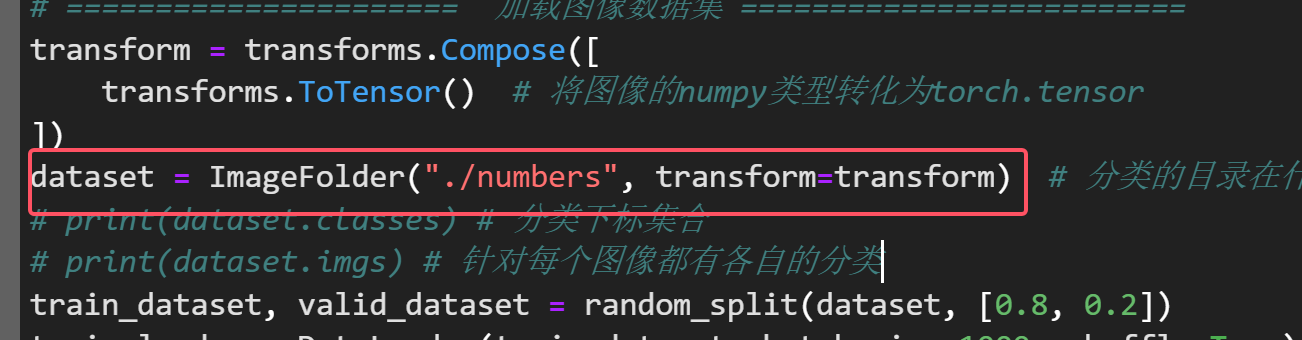 # ====================== 加载图像数据集 =========================
transform = transforms.Compose([
    transforms.ToTensor()  # 将图像的numpy类型转化为torch.tensor
])
dataset = ImageFolder("./numbers", transform=transform)  # 分类的目录在什
# print(dataset.classes) # 分类下标集合
# print(dataset.imgs) # 针对每个图像都有各自的分类
train_dataset, valid_dataset = random_split(dataset, [0.8, 0.2])